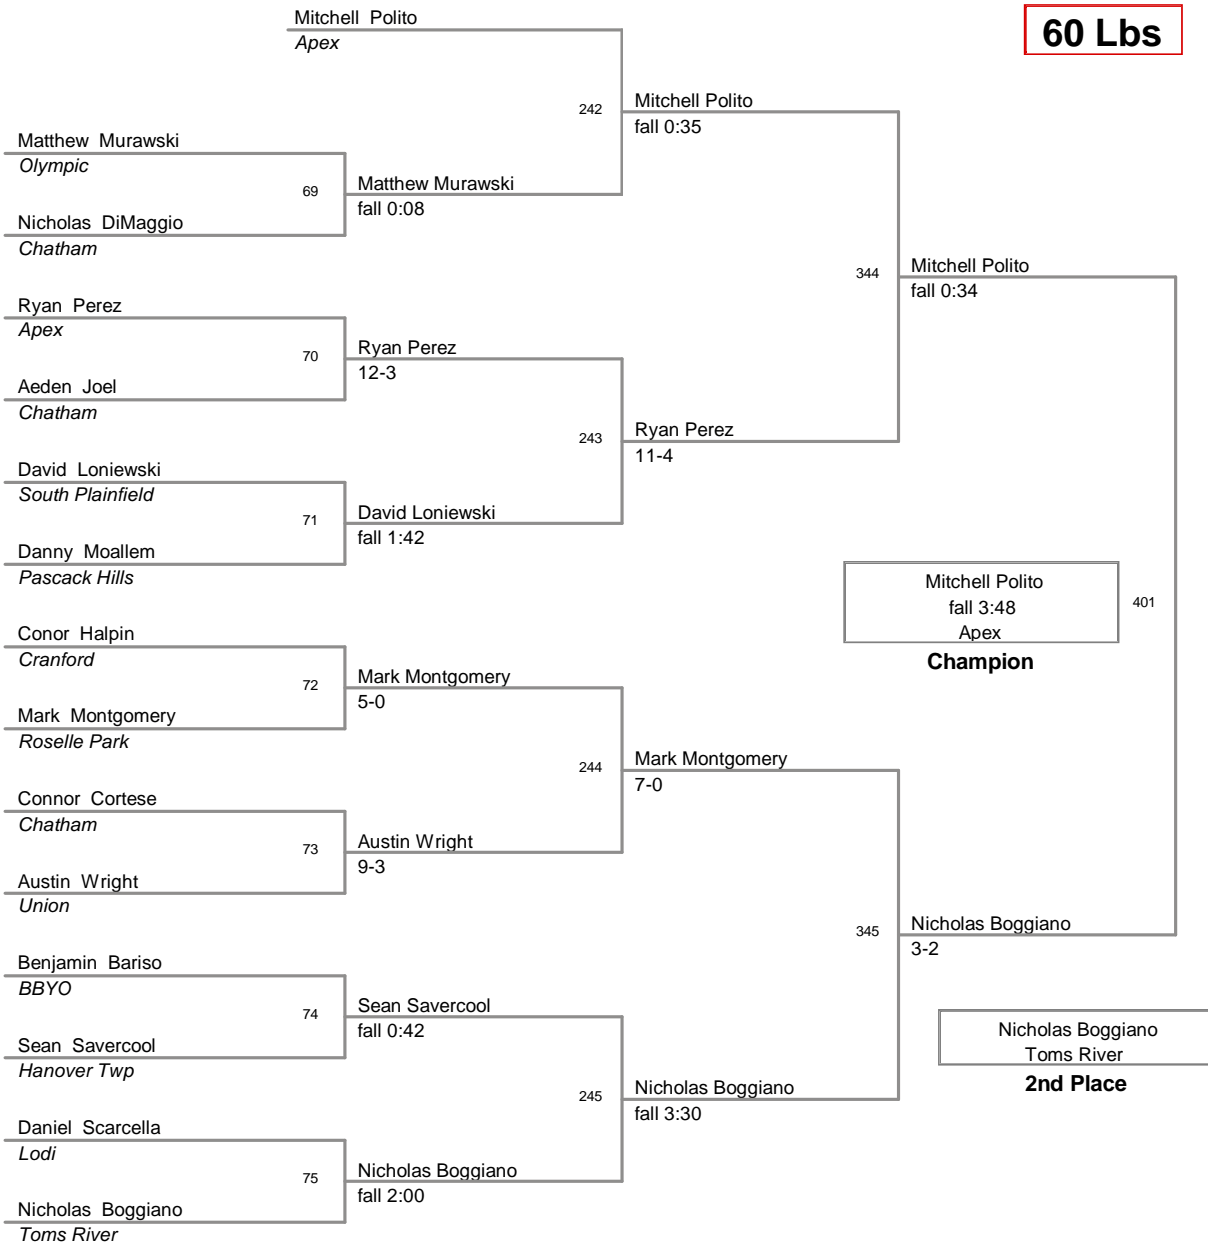 Mitchell Polito
Apex
60 Lbs
242
Mitchell Polito
fall 0:35
Matthew Murawski
Olympic
69
Matthew Murawski
fall 0:08
Nicholas DiMaggio
Chatham
344
Mitchell Polito
fall 0:34
Ryan Perez
Apex
70
Ryan Perez
12-3
Aeden Joel
Chatham
243
Ryan Perez
11-4
David Loniewski
South Plainfield
71
David Loniewski
fall 1:42
Danny Moallem
Pascack Hills
Mitchell Polito
fall 3:48
Apex
Champion
401
Conor Halpin
Cranford
72
Mark Montgomery
5-0
Mark Montgomery
Roselle Park
244
Mark Montgomery
7-0
Connor Cortese
Chatham
73
Austin Wright
9-3
Austin Wright
Union
345
Nicholas Boggiano
3-2
Benjamin Bariso
BBYO
74
Sean Savercool
fall 0:42
Sean Savercool
Hanover Twp
Nicholas Boggiano
Toms River
2nd Place
245
Nicholas Boggiano
fall 3:30
Daniel Scarcella
Lodi
75
Nicholas Boggiano
fall 2:00
Nicholas Boggiano
Toms River